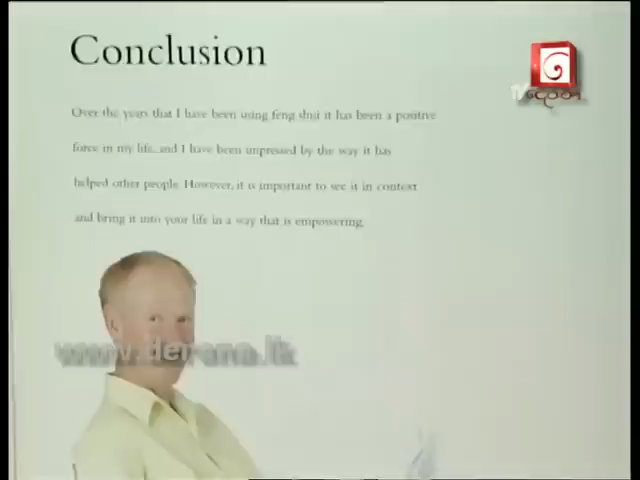 Conclusion
Over the years that I have been using feng shui it has been a positive
force in my life, and I have been impressed by the way it has
helped other people. However, it is important to see it in context
and bring it into your life in a way that is empowering.
www.derana.lk
TV දෙරණ